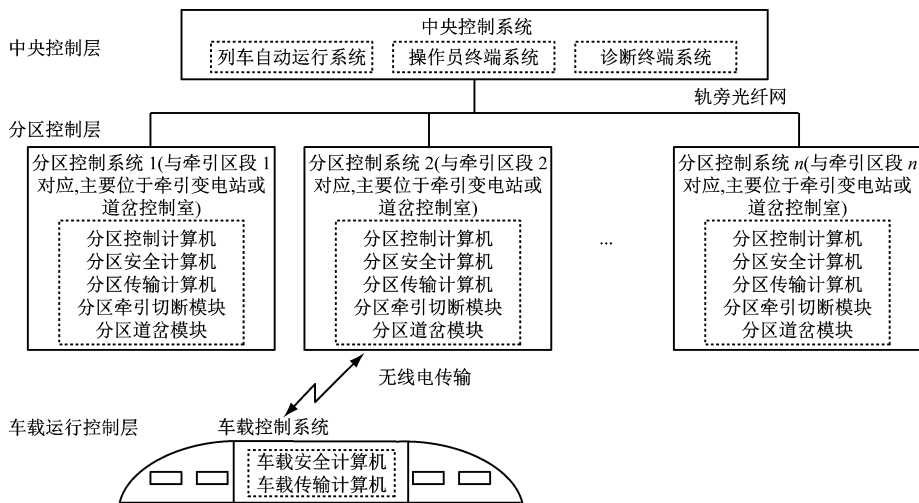 中央控制层
中央控制系统
列车自动运行系统
操作员终端系统
诊断终端系统
轨旁光纤网
分区控制层
分区控制系统 1(与牵引区段 1
对应,主要位于牵引变电站或
道岔控制室)
分区控制计算机
分区安全计算机
分区传输计算机
分区牵引切断模块
分区道岔模块
分区控制系统 2(与牵引区段 2
对应,主要位于牵引变电站或
道岔控制室)
分区控制计算机
分区安全计算机
分区传输计算机
分区牵引切断模块
分区道岔模块
...
分区控制系统 n(与牵引区段 n
对应,主要位于牵引变电站或
道岔控制室)
分区控制计算机
分区安全计算机
分区传输计算机
分区牵引切断模块
分区道岔模块
无线电传输
车载运行控制层
车载控制系统
车载安全计算机
车载传输计算机